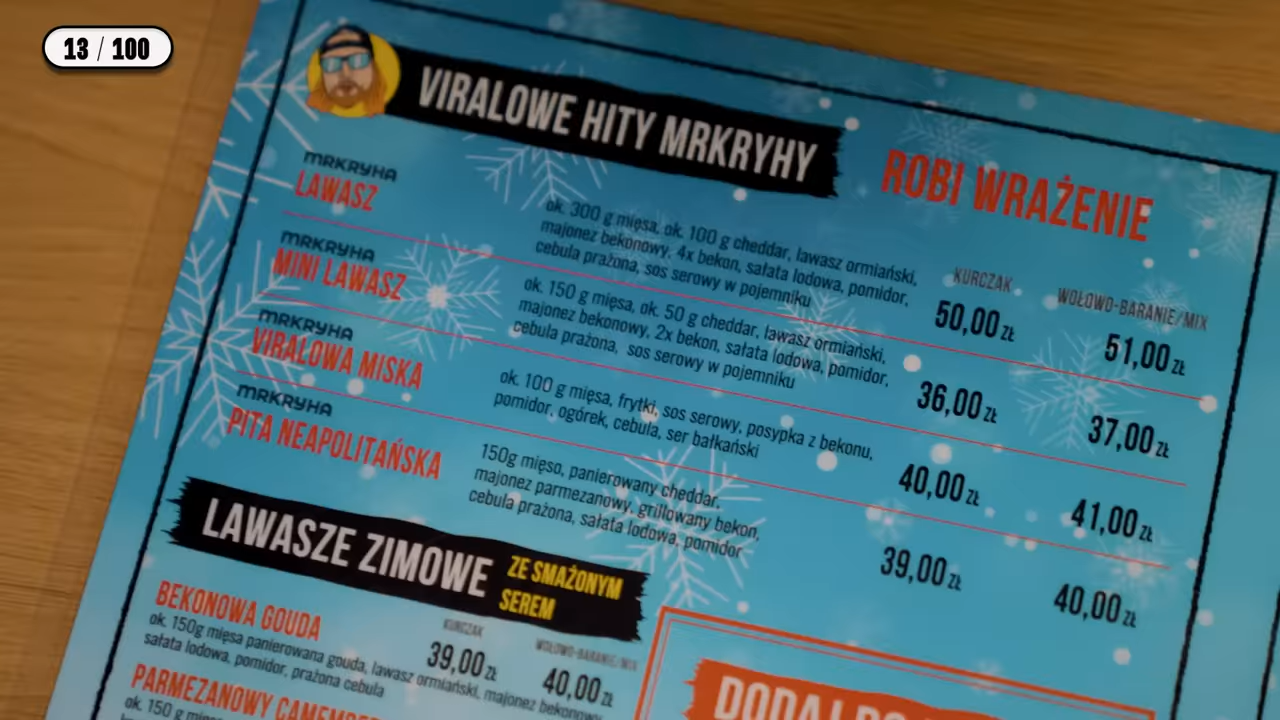 13 / 100
VIRALOWE HITY MRKRYHY
ROBI WRAŻENIE
KURCZAK
WOŁOWO-BARANIE/MIX
MRKRYHA
LAWASZ
ok. 300 g mięsa, ok. 100 g cheddar, lawasz ormiański,
majonez bekonowy, 4x bekon, sałata lodowa, pomidor,
cebula prażona, sos serowy w pojemniku
50,00 ZŁ
51,00 ZŁ
MRKRYHA
MINI LAWASZ
ok. 150 g mięsa, ok. 50 g cheddar, lawasz ormiański,
majonez bekonowy, 2x bekon, sałata lodowa, pomidor,
cebula prażona, sos serowy w pojemniku
36,00 ZŁ
37,00 ZŁ
MRKRYHA
VIRALOWA MISKA
ok. 100 g mięsa, frytki, sos serowy, posypka z bekonu,
pomidor, ogórek, cebula, ser bałkański
40,00 ZŁ
41,00 ZŁ
MRKRYHA
PITA NEAPOLITAŃSKA
150g mięso, panierowany cheddar,
majonez parmezanowy, grillowany bekon,
cebula prażona, sałata lodowa, pomidor
39,00 ZŁ
40,00 ZŁ
LAWASZE ZIMOWE
ZE SMAŻONYM
SEREM
KURCZAK
WOŁOWO-BARANIE/MIX
BEKONOWA GOUDA
ok. 150g mięsa panierowana gouda, lawasz ormiański, majonez bekonowy,
sałata lodowa, pomidor, prażona cebula
39,00 ZŁ
40,00 ZŁ
PARMEZANOWY
ok. 150 g